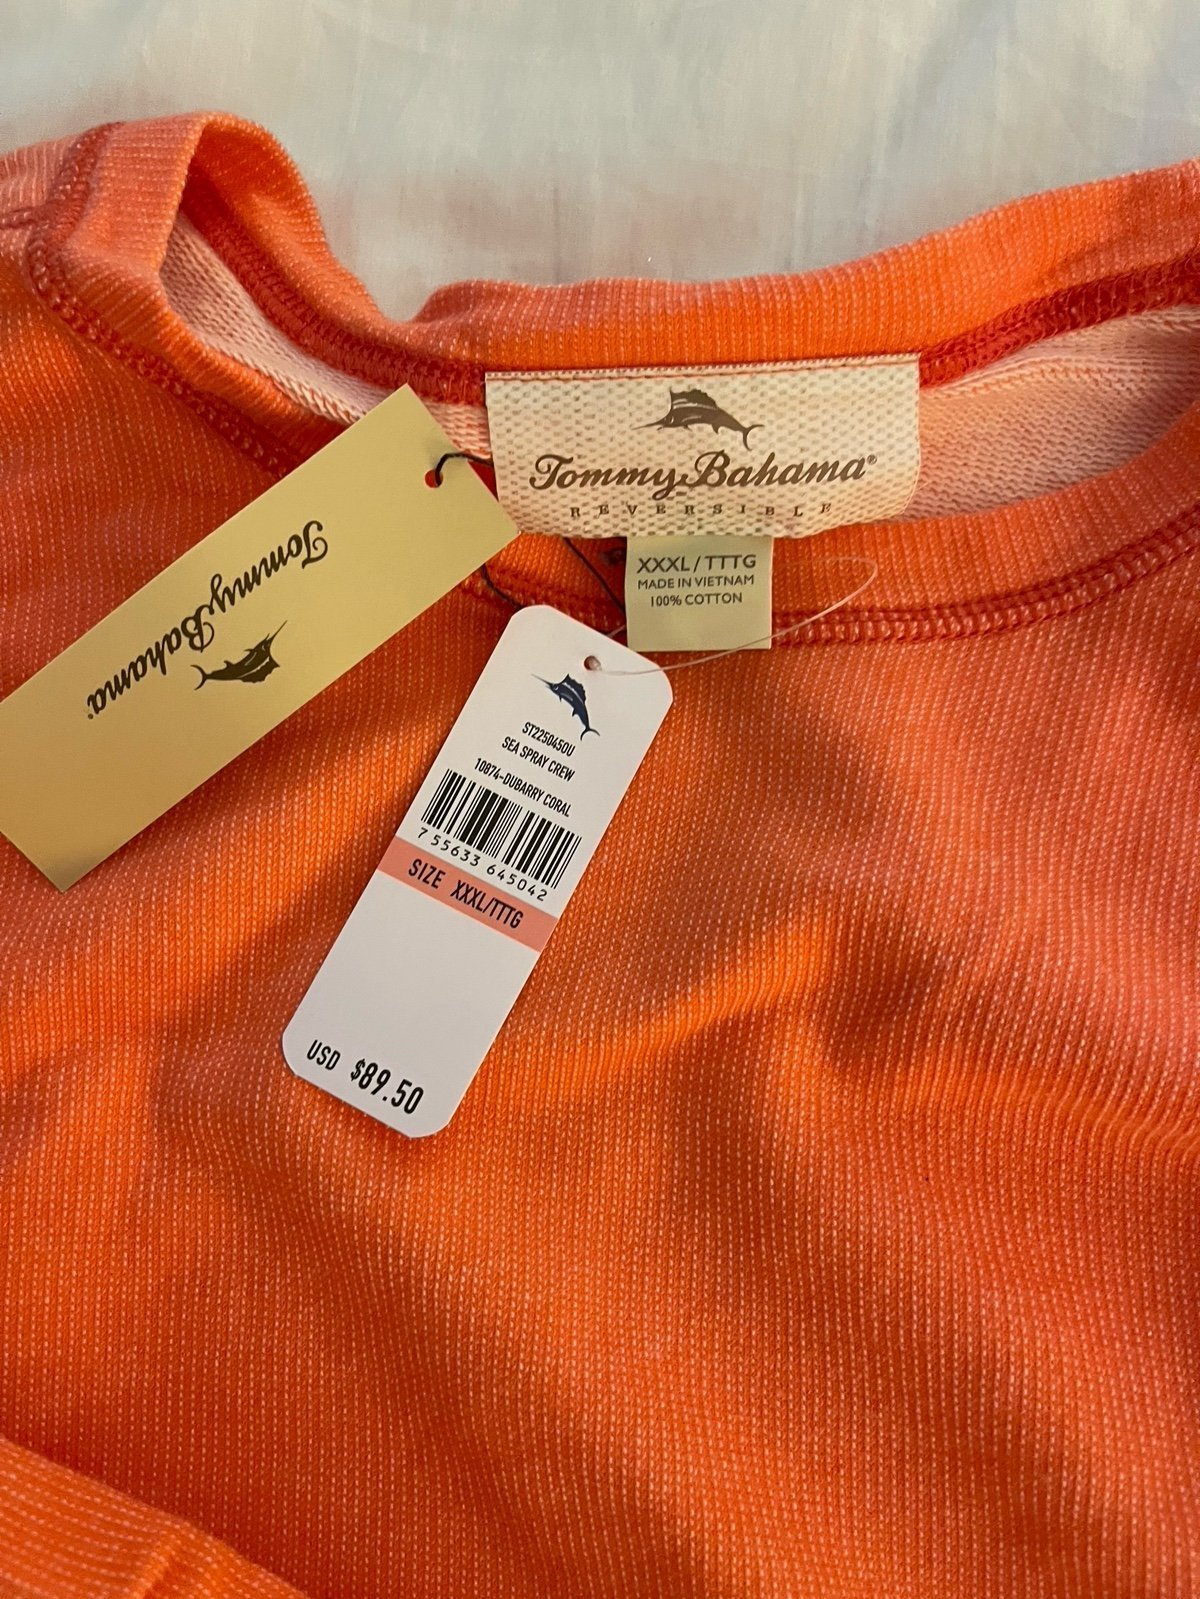 Tommy Bahama®
REVERSIBLE
XXXL / TTTG
MADE IN VIETNAM
100% COTTON
Tommy Bahama®
ST225045OU
SEA SPRAY CREW
10874-DUBARRY CORAL
7 55633 645042
SIZE XXXL/TTTG
USD $89.50